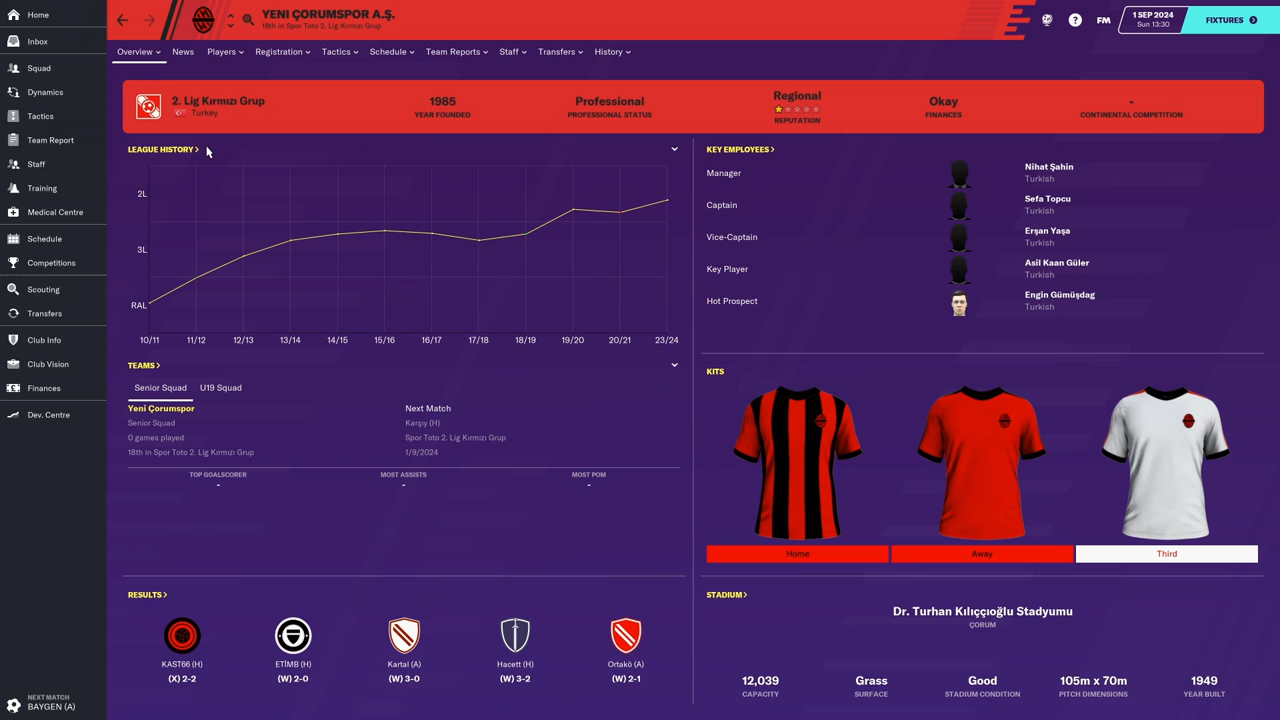 Home
Inbox
Squad
Dynamics
Tactics
Team Report
Staff
Training
Medical Centre
Schedule
Competitions
Scouting
Transfers
Club Info
Club Vision
Finances
Dev. Centre
NEXT MATCH
BAYGEN (A)
YENİ ÇORUMSPOR A.Ş.
18th in Spor Toto 2. Lig Kırmızı Grup
FM
1 SEP 2024
Sun 13:30
FIXTURES
Overview News Players Registration Tactics Schedule Team Reports Staff Transfers History
2. Lig Kırmızı Grup
Turkey
1985
YEAR FOUNDED
Professional
PROFESSIONAL STATUS
Regional
REPUTATION
Okay
FINANCES
-
CONTINENTAL COMPETITION
LEAGUE HISTORY >
2L
3L
RAL
10/11 11/12 12/13 13/14 14/15 15/16 16/17 17/18 18/19 19/20 20/21 23/24
TEAMS >
Senior Squad U19 Squad
Yeni Çorumspor
Senior Squad
0 games played
18th in Spor Toto 2. Lig Kırmızı Grup
Next Match
Karşıy (H)
Spor Toto 2. Lig Kırmızı Grup
1/9/2024
TOP GOALSCORER
-
MOST ASSISTS
-
MOST POM
-
RESULTS >
KAST66 (H)
(X) 2-2
ETİMB (H)
(W) 2-0
Kartal (A)
(W) 3-0
Hacett (H)
(W) 3-2
Ortakö (A)
(W) 2-1
KEY EMPLOYEES >
Manager
Nihat Şahin
Turkish
Captain
Sefa Topcu
Turkish
Vice-Captain
Erşan Yaşa
Turkish
Key Player
Asil Kaan Güler
Turkish
Hot Prospect
Engin Gümüşdag
Turkish
KITS
Home
Away
Third
STADIUM >
Dr. Turhan Kılıççıoğlu Stadyumu
ÇORUM
12,039
CAPACITY
Grass
SURFACE
Good
STADIUM CONDITION
105m x 70m
PITCH DIMENSIONS
1949
YEAR BUILT